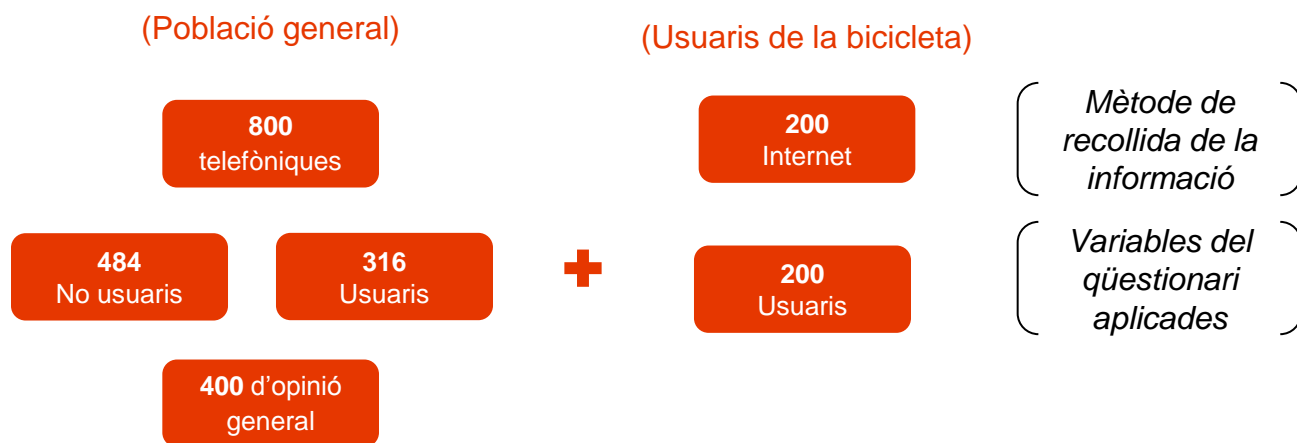 (Població general)
(Usuaris de la bicicleta)
800
telefòniques
200
Internet
Mètode de
recollida de la
informació
484
No usuaris
316
Usuaris
200
Usuaris
Variables del
qüestionari
aplicades
400 d’opinió
general